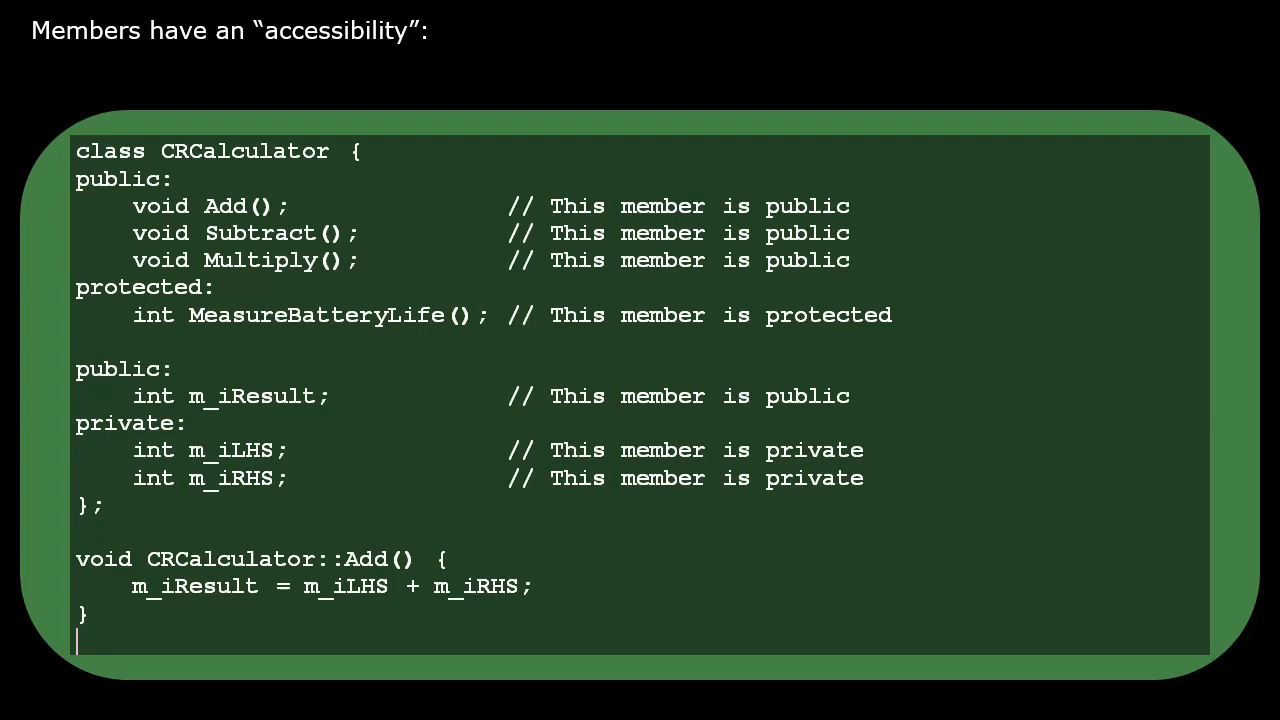 Members have an “accessibility”:
class CRCalculator {
public:
    void Add();                // This member is public
    void Subtract();           // This member is public
    void Multiply();           // This member is public
protected:
    int MeasureBatteryLife();  // This member is protected

public:
    int m_iResult;             // This member is public
private:
    int m_iLHS;                // This member is private
    int m_iRHS;                // This member is private
};

void CRCalculator::Add() {
    m_iResult = m_iLHS + m_iRHS;
}